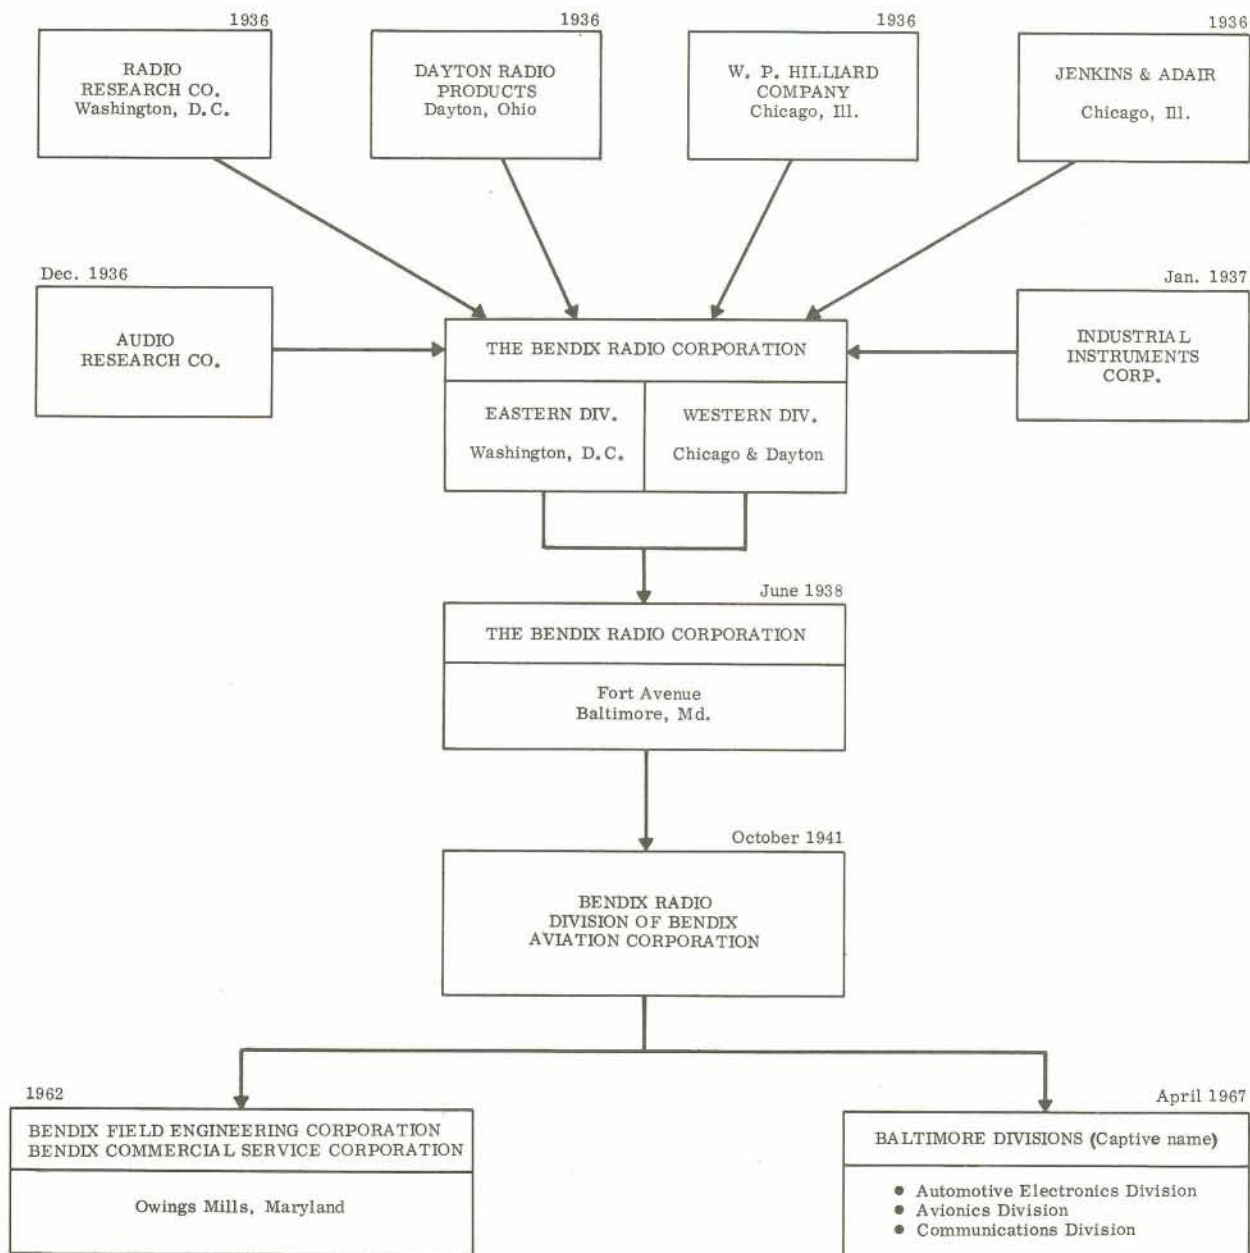 1936
RADIO
RESEARCH CO.
Washington, D.C.
1936
DAYTON RADIO
PRODUCTS
Dayton, Ohio
1936
W. P. HILLIARD
COMPANY
Chicago, Ill.
1936
JENKINS & ADAIR
Chicago, Ill.
Dec. 1936
AUDIO
RESEARCH CO.
THE BENDIX RADIO CORPORATION
EASTERN DIV.
Washington, D.C.
WESTERN DIV.
Chicago & Dayton
Jan. 1937
INDUSTRIAL
INSTRUMENTS
CORP.
June 1938
THE BENDIX RADIO CORPORATION
Fort Avenue
Baltimore, Md.
October 1941
BENDIX RADIO
DIVISION OF BENDIX
AVIATION CORPORATION
1962
BENDIX FIELD ENGINEERING CORPORATION
BENDIX COMMERCIAL SERVICE CORPORATION
Owings Mills, Maryland
April 1967
BALTIMORE DIVISIONS (Captive name)
● Automotive Electronics Division
● Avionics Division
● Communications Division